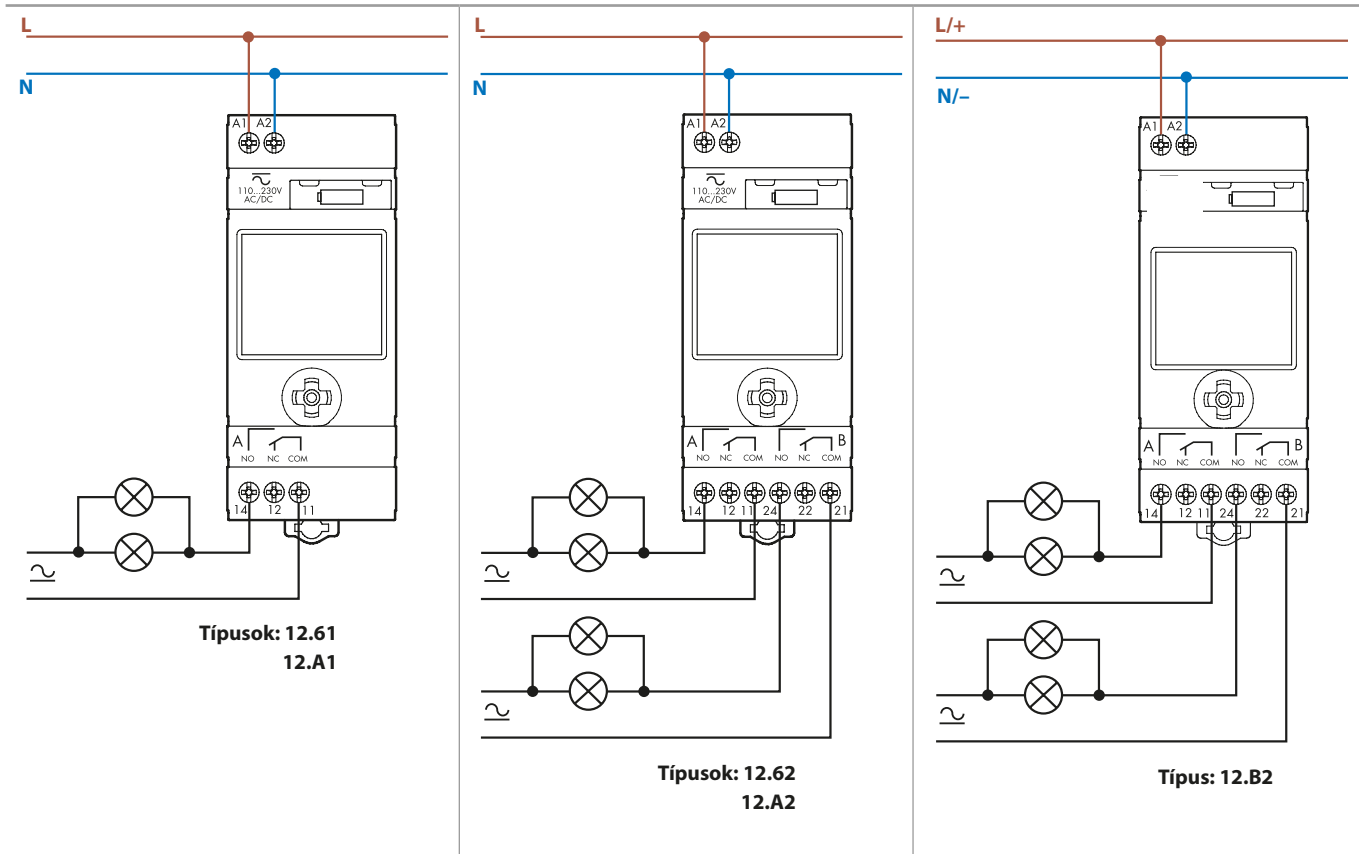 L
N
A1 A2
110...230V
AC/DC
A
NO NC COM
14 12 11
Típusok: 12.61
12.A1
L
N
A1 A2
110...230V
AC/DC
A B
NO NC COM NO NC COM
14 12 11 24 22 21
Típusok: 12.62
12.A2
L/+
N/–
A1 A2
A B
NO NC COM NO NC COM
14 12 11 24 22 21
Típus: 12.B2